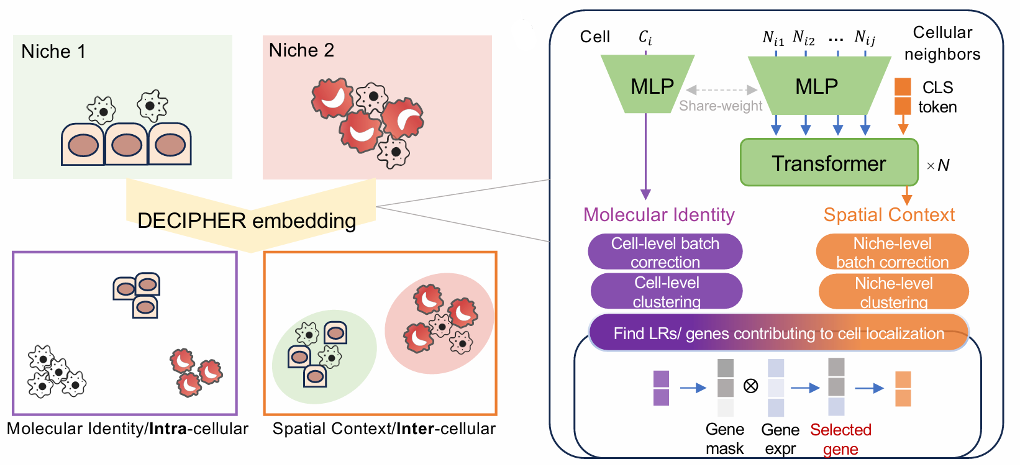 Niche 1
Niche 2
DECIPHER embedding
Molecular Identity/Intra-cellular
Spatial Context/Inter-cellular
Cell
C_i
N_{i1} N_{i2} ... N_{ij}
Cellular
neighbors
MLP
Share-weight
MLP
CLS
token
Transformer
×N
Molecular Identity
Spatial Context
Cell-level batch
correction
Niche-level
batch correction
Cell-level
clustering
Niche-level
clustering
Find LRs/ genes contributing to cell localization
Gene
mask
Gene
expr
Selected
gene